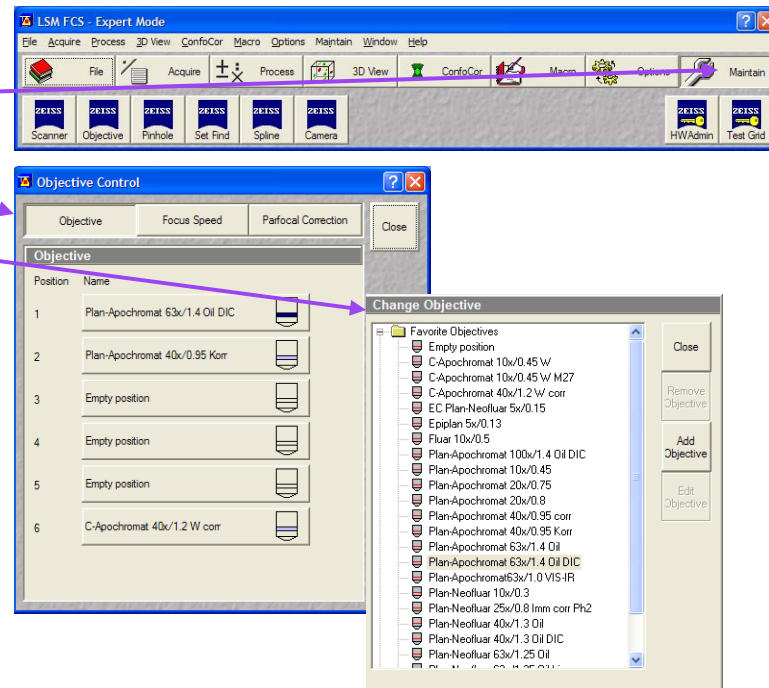 LSM FCS - Expert Mode
File Acquire Process 3D View ConfoCor Macro Options Maintain Window Help
File Acquire Process 3D View ConfoCor Macro Options Maintain
ZEISS ZEISS ZEISS ZEISS ZEISS ZEISS ZEISS ZEISS
Scanner Objective Pinhole Set Find Spline Camera HWAdmin Test Grid
Objective Control
Objective Focus Speed Parfocal Correction Close
Objective
Position Name
1 Plan-Apochromat 63x/1.4 Oil DIC
2 Plan-Apochromat 40x/0.95 Korr
3 Empty position
4 Empty position
5 Empty position
6 C-Apochromat 40x/1.2 W corr
Change Objective
Favorite Objectives
Empty position
C-Apochromat 10x/0.45 W
C-Apochromat 10x/0.45 W M27
C-Apochromat 40x/1.2 W corr
EC Plan-Neofluar 5x/0.15
Epiplan 5x/0.13
Fluar 10x/0.5
Plan-Apochromat 100x/1.4 Oil DIC
Plan-Apochromat 10x/0.45
Plan-Apochromat 20x/0.75
Plan-Apochromat 20x/0.8
Plan-Apochromat 40x/0.95 corr
Plan-Apochromat 40x/0.95 Korr
Plan-Apochromat 63x/1.4 Oil
Plan-Apochromat 63x/1.4 Oil DIC
Plan-Apochromat63x/1.0 VIS-IR
Plan-Neofluar 10x/0.3
Plan-Neofluar 25x/0.8 Imm corr Ph2
Plan-Neofluar 40x/1.3 Oil
Plan-Neofluar 40x/1.3 Oil DIC
Plan-Neofluar 63x/1.25 Oil
Close
Remove
Objective
Add
Objective
Edit
Objective